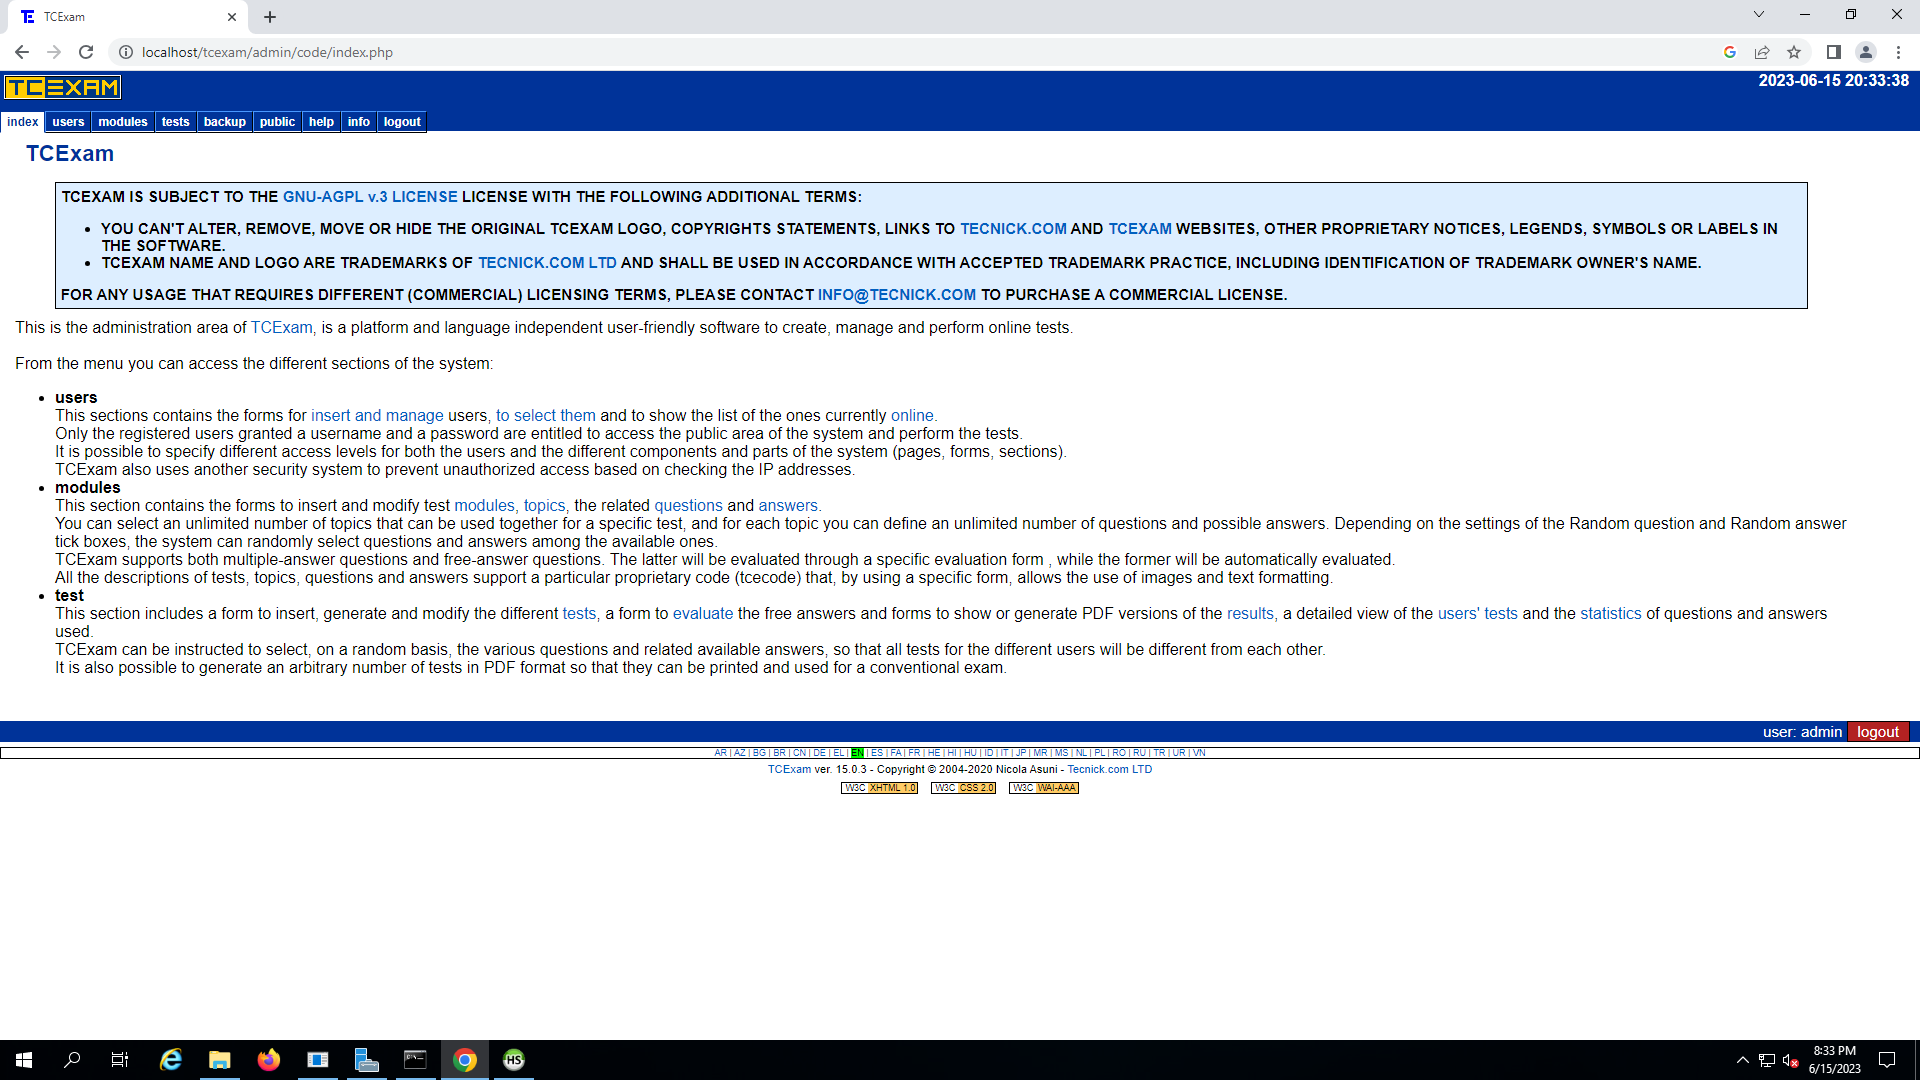 TCExam
localhost/tcexam/admin/code/index.php
TCEXAM
2023-06-15 20:33:38
index users modules tests backup public help info logout
TCExam
TCEXAM IS SUBJECT TO THE GNU-AGPL v.3 LICENSE LICENSE WITH THE FOLLOWING ADDITIONAL TERMS:
• YOU CAN'T ALTER, REMOVE, MOVE OR HIDE THE ORIGINAL TCEXAM LOGO, COPYRIGHTS STATEMENTS, LINKS TO TECNICK.COM AND TCEXAM WEBSITES, OTHER PROPRIETARY NOTICES, LEGENDS, SYMBOLS OR LABELS IN
THE SOFTWARE.
• TCEXAM NAME AND LOGO ARE TRADEMARKS OF TECNICK.COM LTD AND SHALL BE USED IN ACCORDANCE WITH ACCEPTED TRADEMARK PRACTICE, INCLUDING IDENTIFICATION OF TRADEMARK OWNER'S NAME.
FOR ANY USAGE THAT REQUIRES DIFFERENT (COMMERCIAL) LICENSING TERMS, PLEASE CONTACT INFO@TECNICK.COM TO PURCHASE A COMMERCIAL LICENSE.
This is the administration area of TCExam, is a platform and language independent user-friendly software to create, manage and perform online tests.
From the menu you can access the different sections of the system:
• users
This sections contains the forms for insert and manage users, to select them and to show the list of the ones currently online.
Only the registered users granted a username and a password are entitled to access the public area of the system and perform the tests.
It is possible to specify different access levels for both the users and the different components and parts of the system (pages, forms, sections).
TCExam also uses another security system to prevent unauthorized access based on checking the IP addresses.
• modules
This section contains the forms to insert and modify test modules, topics, the related questions and answers.
You can select an unlimited number of topics that can be used together for a specific test, and for each topic you can define an unlimited number of questions and possible answers. Depending on the settings of the Random question and Random answer
tick boxes, the system can randomly select questions and answers among the available ones.
TCExam supports both multiple-answer questions and free-answer questions. The latter will be evaluated through a specific evaluation form , while the former will be automatically evaluated.
All the descriptions of tests, topics, questions and answers support a particular proprietary code (tcecode) that, by using a specific form, allows the use of images and text formatting.
• test
This section includes a form to insert, generate and modify the different tests, a form to evaluate the free answers and forms to show or generate PDF versions of the results, a detailed view of the users' tests and the statistics of questions and answers
used.
TCExam can be instructed to select, on a random basis, the various questions and related available answers, so that all tests for the different users will be different from each other.
It is also possible to generate an arbitrary number of tests in PDF format so that they can be printed and used for a conventional exam.
user: admin logout
AR | AZ | BG | BR | CN | DE | EL | EN | ES | FA | FR | HE | HI | HU | ID | IT | JP | MR | MS | NL | PL | RO | RU | TR | UR | VN
TCExam ver. 15.0.3 - Copyright © 2004-2020 Nicola Asuni - Tecnick.com LTD
W3C XHTML 1.0 W3C CSS 2.0 W3C WAI-AAA
HS
8:33 PM
6/15/2023